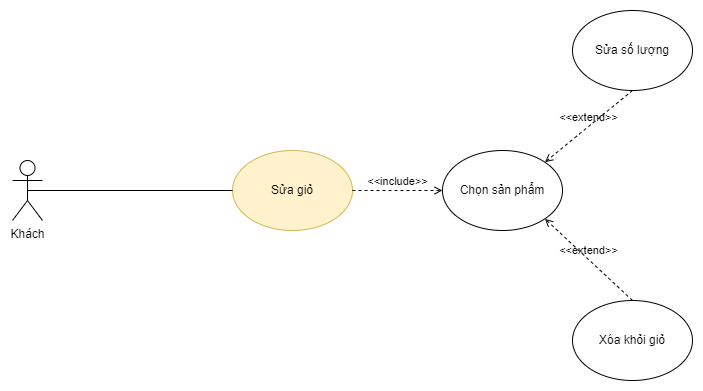 Sửa số lượng
<<extend>>
<<include>>
Sửa giỏ
Chọn sản phẩm
Khách
<<extend>>
Xóa khỏi giỏ